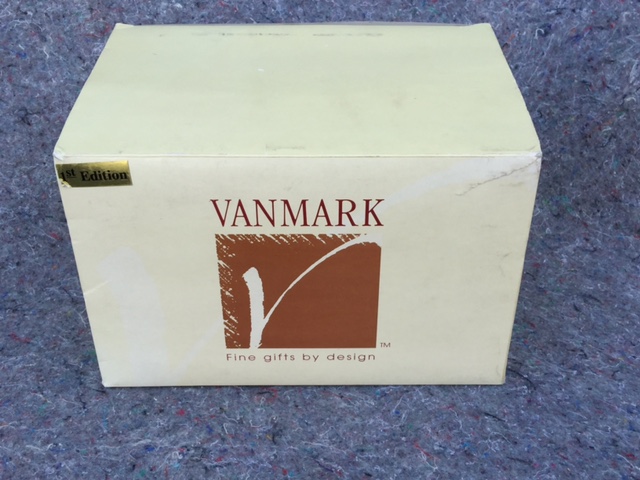 1st Edition
VANMARK
TM
Fine gifts by design